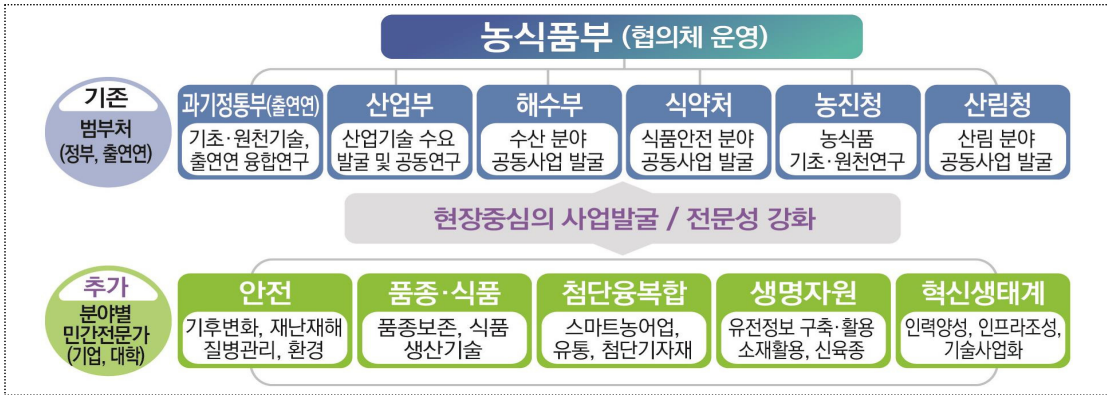 농식품부 (협의체 운영)
기존
범부처
(정부, 출연연)
과기정통부(출연연)
기초·원천기술,
출연연 융합연구
산업부
산업기술 수요
발굴 및 공동연구
해수부
수산 분야
공동사업 발굴
식약처
식품안전 분야
공동사업 발굴
농진청
농식품
기초·원천연구
산림청
산림 분야
공동사업 발굴
현장중심의 사업발굴 / 전문성 강화
추가
분야별
민간전문가
(기업, 대학)
안전
기후변화, 재난재해
질병관리, 환경
품종·식품
품종보존, 식품
생산기술
첨단융복합
스마트농어업,
유통, 첨단기자재
생명자원
유전정보 구축·활용
소재활용, 신육종
혁신생태계
인력양성, 인프라조성,
기술사업화